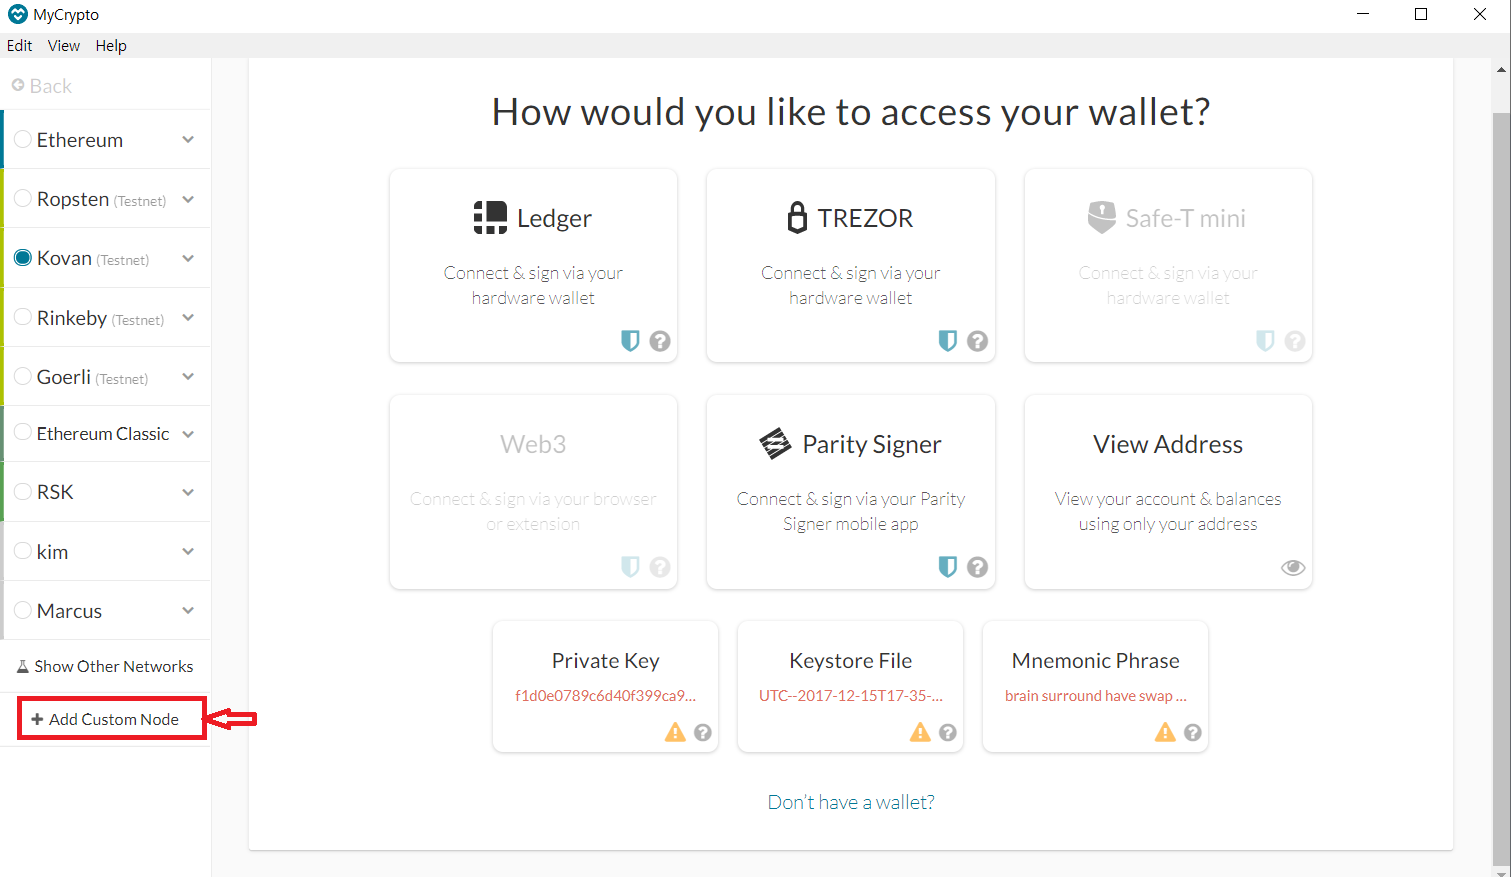 MyCrypto
Edit View Help
Back
Ethereum
Ropsten (Testnet)
Kovan (Testnet)
Rinkeby (Testnet)
Goerli (Testnet)
Ethereum Classic
RSK
kim
Marcus
Show Other Networks
+ Add Custom Node
How would you like to access your wallet?
Ledger
Connect & sign via your
hardware wallet
?
TREZOR
Connect & sign via your
hardware wallet
?
Safe-T mini
Connect & sign via your
hardware wallet
?
Web3
Connect & sign via your browser
or extension
?
Parity Signer
Connect & sign via your Parity
Signer mobile app
?
View Address
View your account & balances
using only your address
Private Key
f1d0e0789c6d40f399ca9...
?
Keystore File
UTC--2017-12-15T17-35-...
?
Mnemonic Phrase
brain surround have swap ...
?
Don't have a wallet?